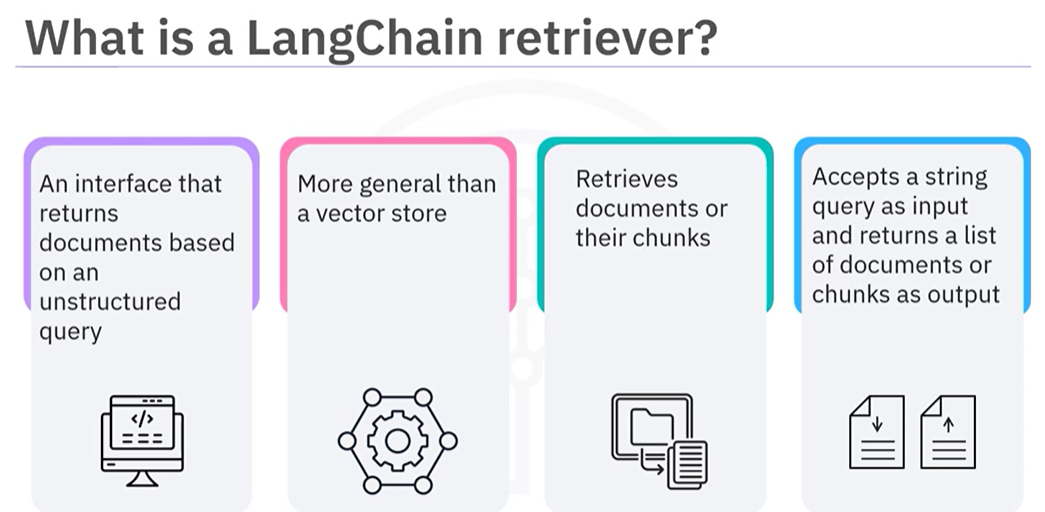 What is a LangChain retriever?
An interface that
returns
documents based
on an
unstructured
query
More general than
a vector store
Retrieves
documents or
their chunks
Accepts a string
query as input
and returns a list
of documents or
chunks as output
</>